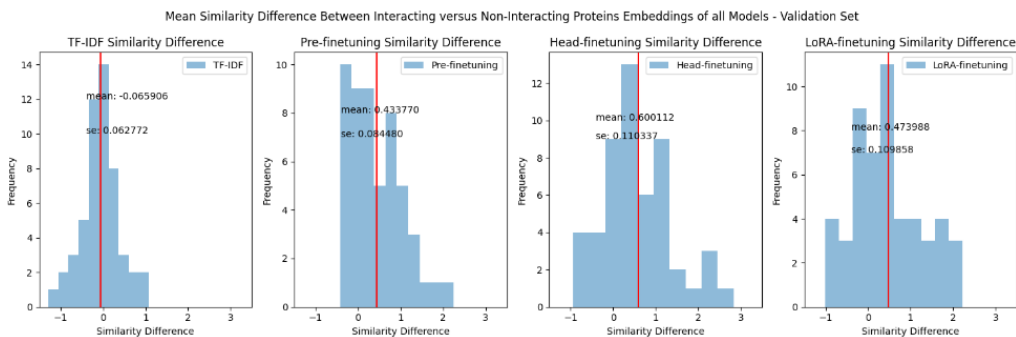 Mean Similarity Difference Between Interacting versus Non-Interacting Proteins Embeddings of all Models - Validation Set
TF-IDF Similarity Difference
TF-IDF
mean: -0.065906
se: 0.062772
Frequency
14
12
10
8
6
4
2
0
−1 0 1 2 3
Similarity Difference
Pre-finetuning Similarity Difference
Pre-finetuning
mean: 0.433770
se: 0.084480
Frequency
10
8
6
4
2
0
−1 0 1 2 3
Similarity Difference
Head-finetuning Similarity Difference
Head-finetuning
mean: 0.600112
se: 0.110337
Frequency
12
10
8
6
4
2
0
−1 0 1 2 3
Similarity Difference
LoRA-finetuning Similarity Difference
LoRA-finetuning
mean: 0.473988
se: 0.109858
Frequency
10
8
6
4
2
0
−1 0 1 2 3
Similarity Difference